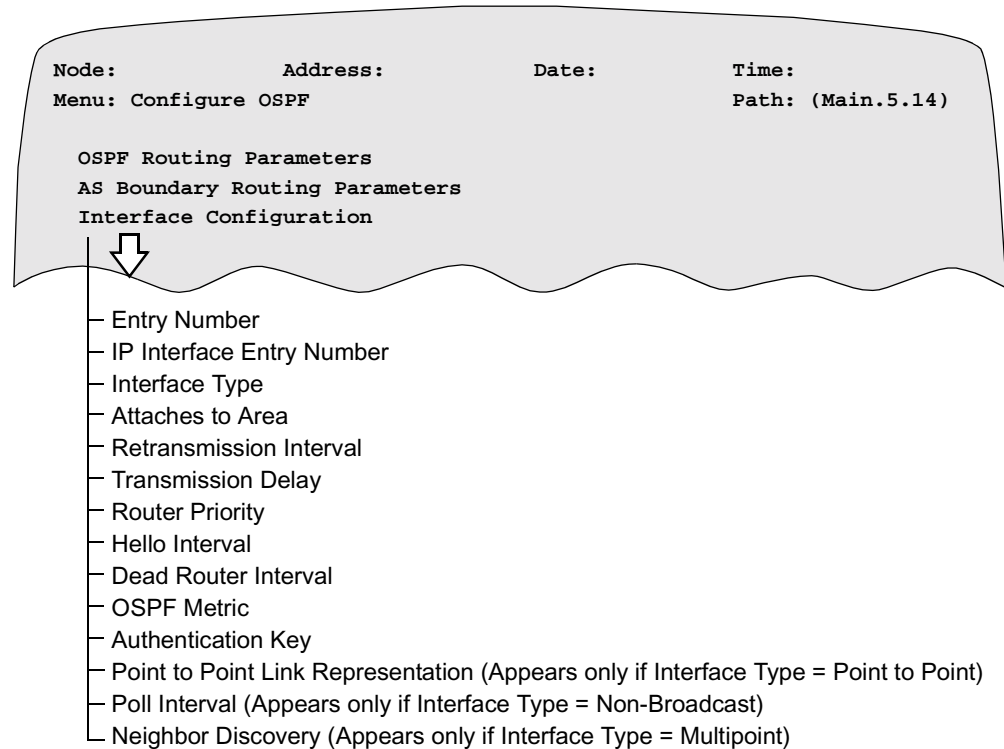 Node: Address: Date: Time:
Menu: Configure OSPF Path: (Main.5.14)
OSPF Routing Parameters
AS Boundary Routing Parameters
Interface Configuration
Entry Number
IP Interface Entry Number
Interface Type
Attaches to Area
Retransmission Interval
Transmission Delay
Router Priority
Hello Interval
Dead Router Interval
OSPF Metric
Authentication Key
Point to Point Link Representation (Appears only if Interface Type = Point to Point)
Poll Interval (Appears only if Interface Type = Non-Broadcast)
Neighbor Discovery (Appears only if Interface Type = Multipoint)